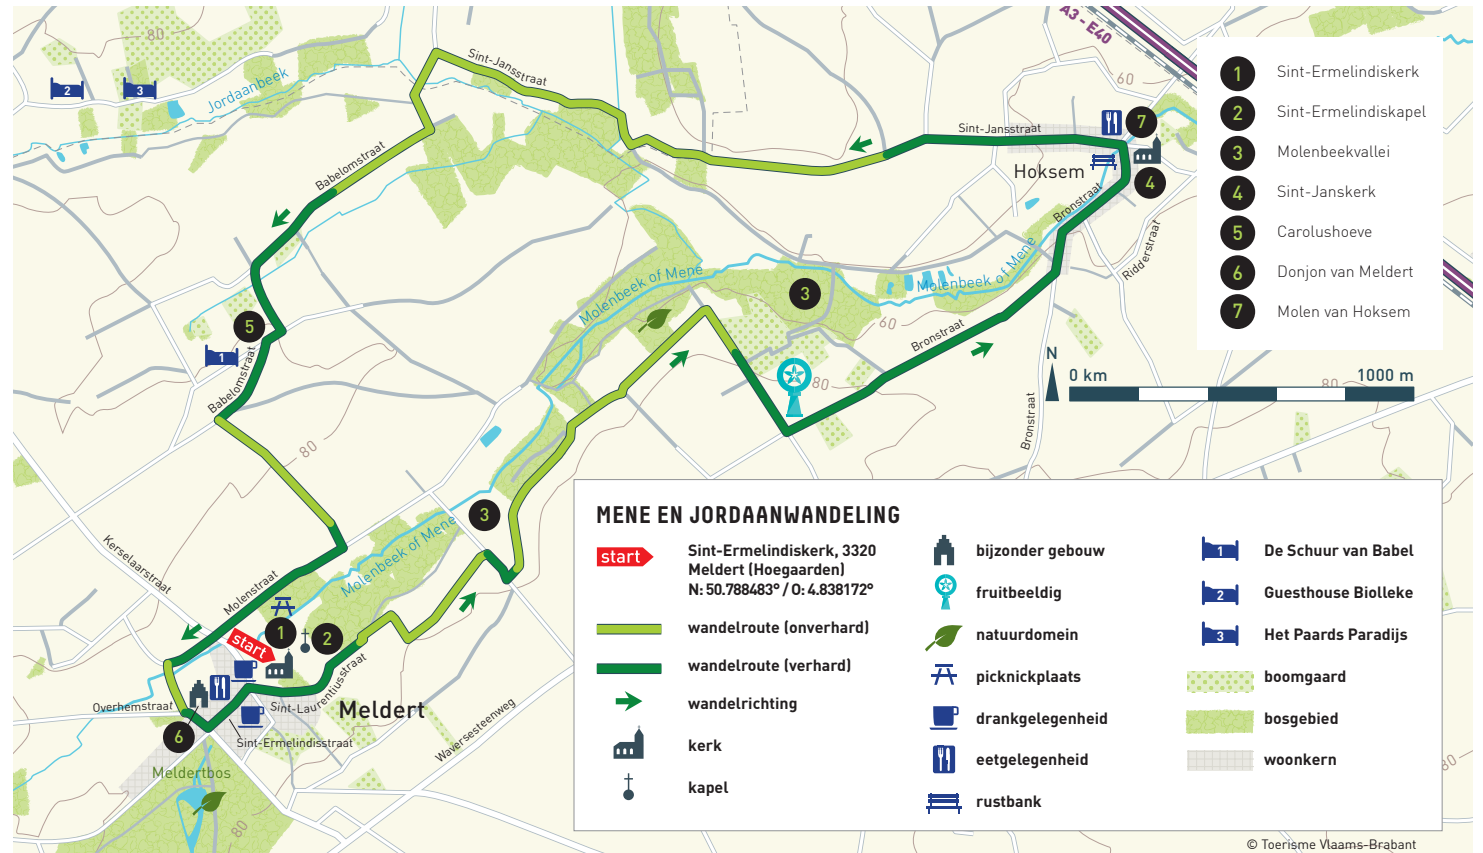 A3 - E40
80
2
3
Jordaanbeek
Sint-Jansstraat
60
7
Sint-Jansstraat
Hoksem
4
Babelomstraat
Bronstraat
Ridderstraat
Molenbeek of Mene
Molenbeek of Mene
3
60
5
1
Babelomstraat
Bronstraat
80
Bronstraat
80
80
3
Molenbeek of Mene
Kerselaarstraat
Molenstraat
start
1
2
Overhemstraat
Sint-Laurentiusstraat
Meldert
6
Sint-Ermelindisstraat
Waversesteenweg
Meldertbos
80
80
1 Sint-Ermelindiskerk
2 Sint-Ermelindiskapel
3 Molenbeekvallei
4 Sint-Janskerk
5 Carolushoeve
6 Donjon van Meldert
7 Molen van Hoksem
N
0 km 1000 m
MENE EN JORDAANWANDELING
start
Sint-Ermelindiskerk, 3320
Meldert (Hoegaarden)
N: 50.788483° / O: 4.838172°
wandelroute (onverhard)
wandelroute (verhard)
wandelrichting
kerk
kapel
bijzonder gebouw
fruitbeeldig
natuurdomein
picknickplaats
drankgelegenheid
eetgelegenheid
rustbank
1 De Schuur van Babel
2 Guesthouse Biolleke
3 Het Paards Paradijs
boomgaard
bosgebied
woonkern
© Toerisme Vlaams-Brabant